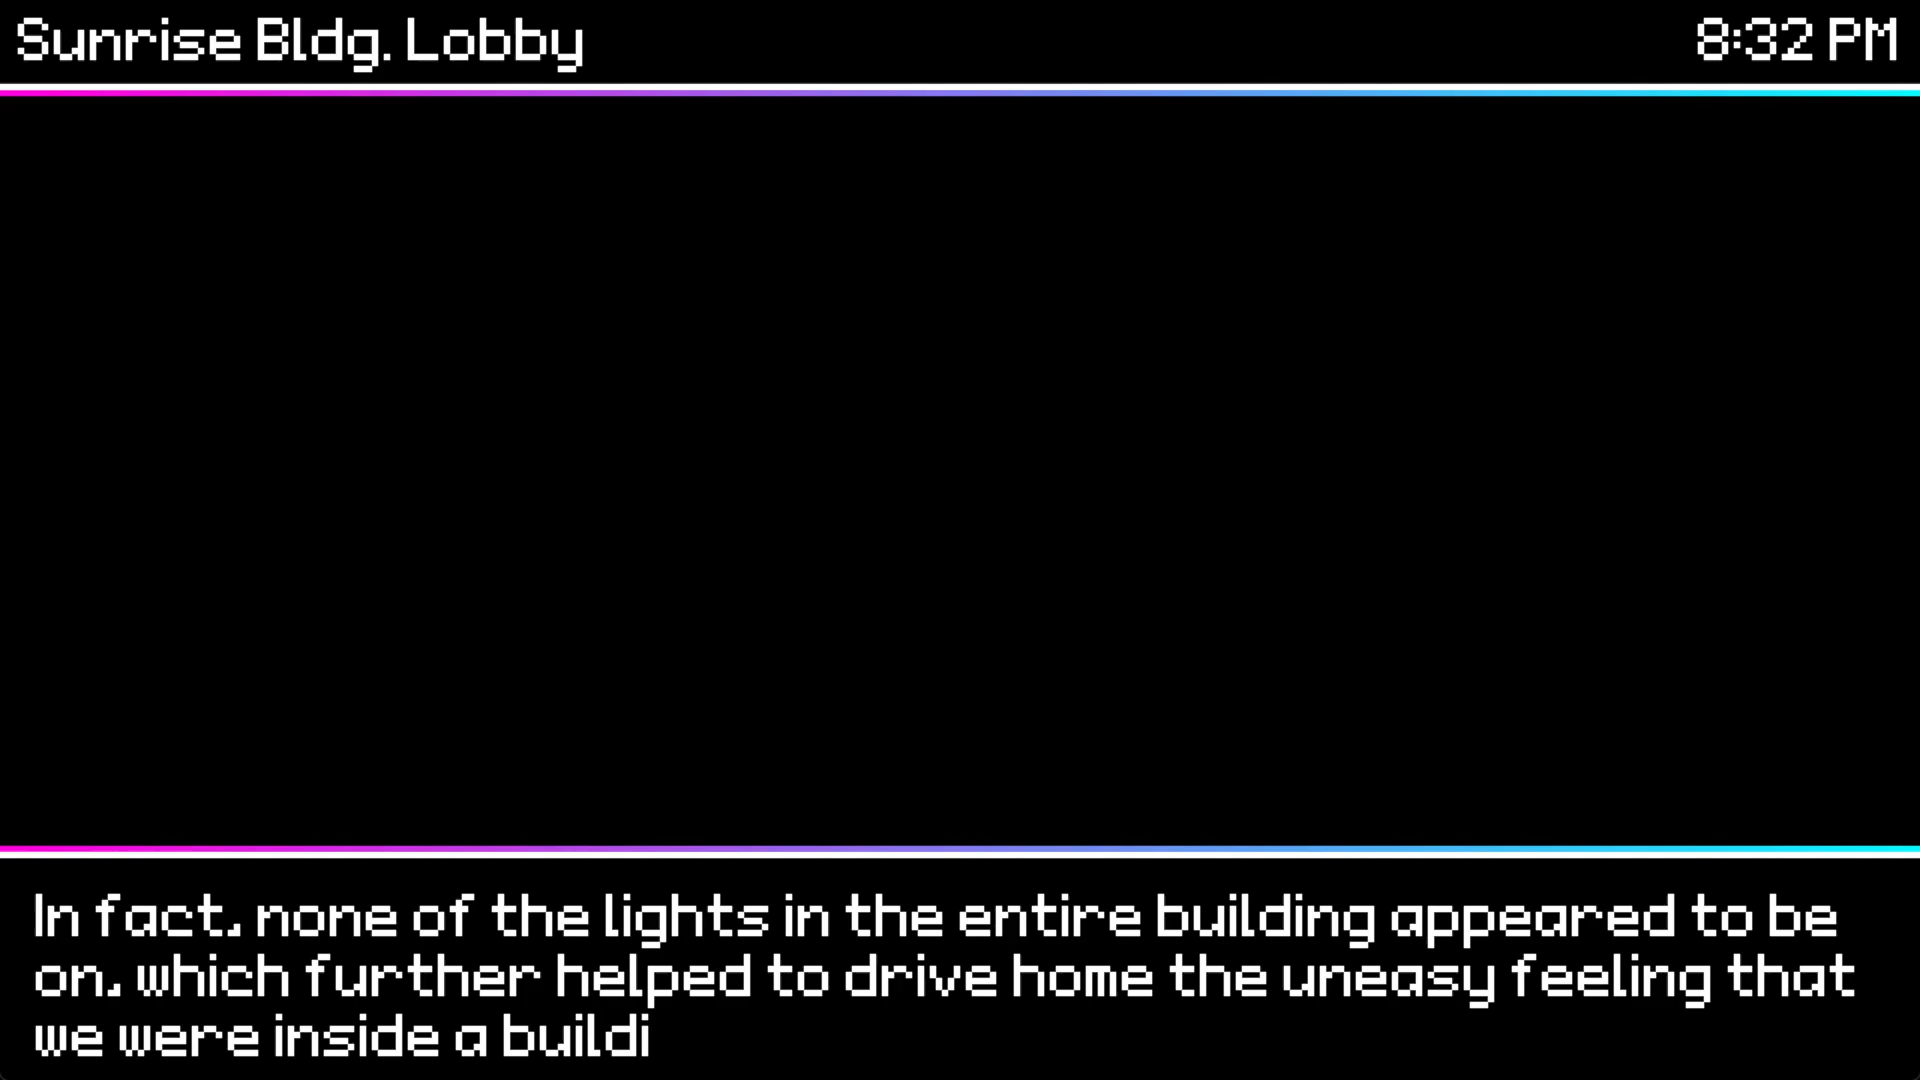 Sunrise Bldg. Lobby
8:32 PM
In fact, none of the lights in the entire building appeared to be
on, which further helped to drive home the uneasy feeling that
we were inside a buildi